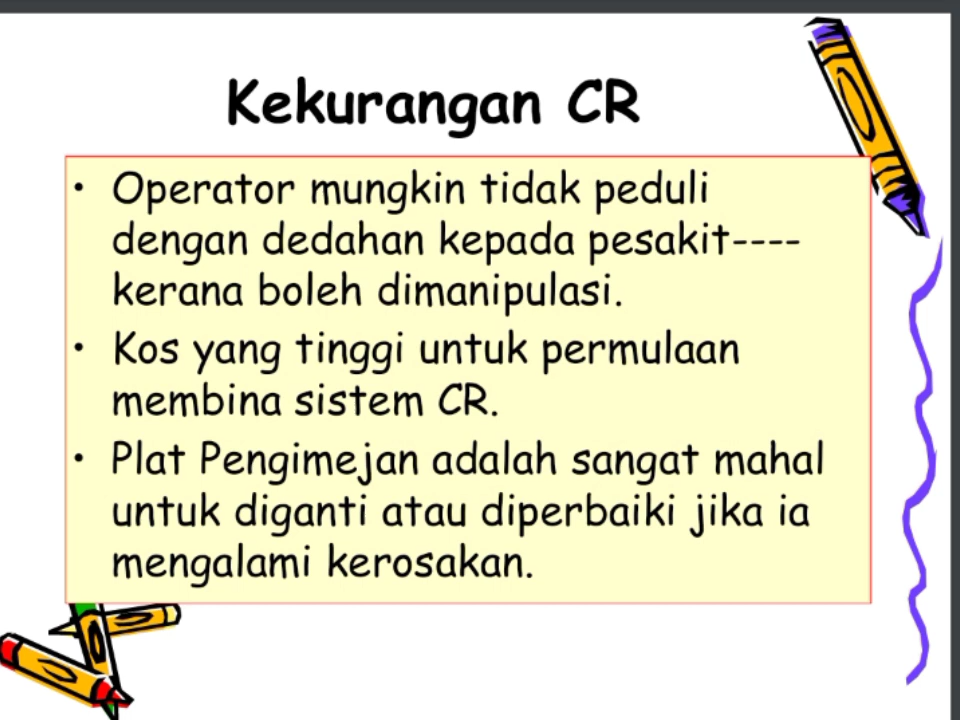 Kekurangan CR
• Operator mungkin tidak peduli
dengan dedahan kepada pesakit----
kerana boleh dimanipulasi.
• Kos yang tinggi untuk permulaan
membina sistem CR.
• Plat Pengimejan adalah sangat mahal
untuk diganti atau diperbaiki jika ia
mengalami kerosakan.